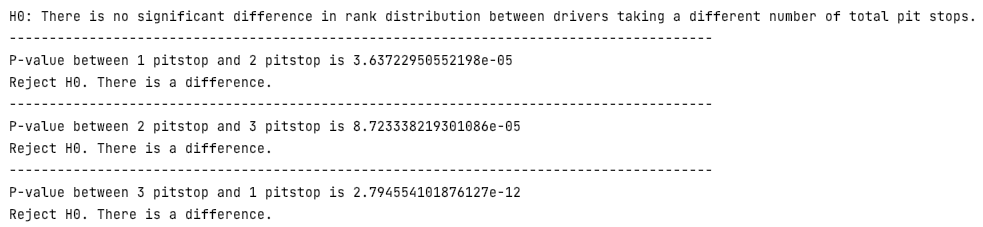 H0: There is no significant difference in rank distribution between drivers taking a different number of total pit stops.
----------------------------------------------------------------------------------------
P-value between 1 pitstop and 2 pitstop is 3.63722950552198e-05
Reject H0. There is a difference.
----------------------------------------------------------------------------------------
P-value between 2 pitstop and 3 pitstop is 8.723338219301086e-05
Reject H0. There is a difference.
----------------------------------------------------------------------------------------
P-value between 3 pitstop and 1 pitstop is 2.794554101876127e-12
Reject H0. There is a difference.